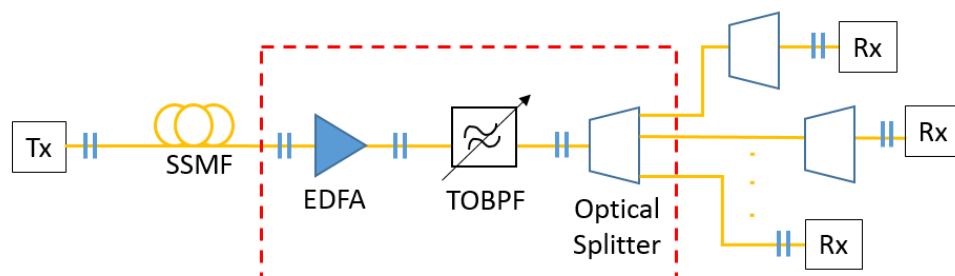 Tx
SSMF
EDFA
TOBPF
Optical
Splitter
Rx
Rx
Rx